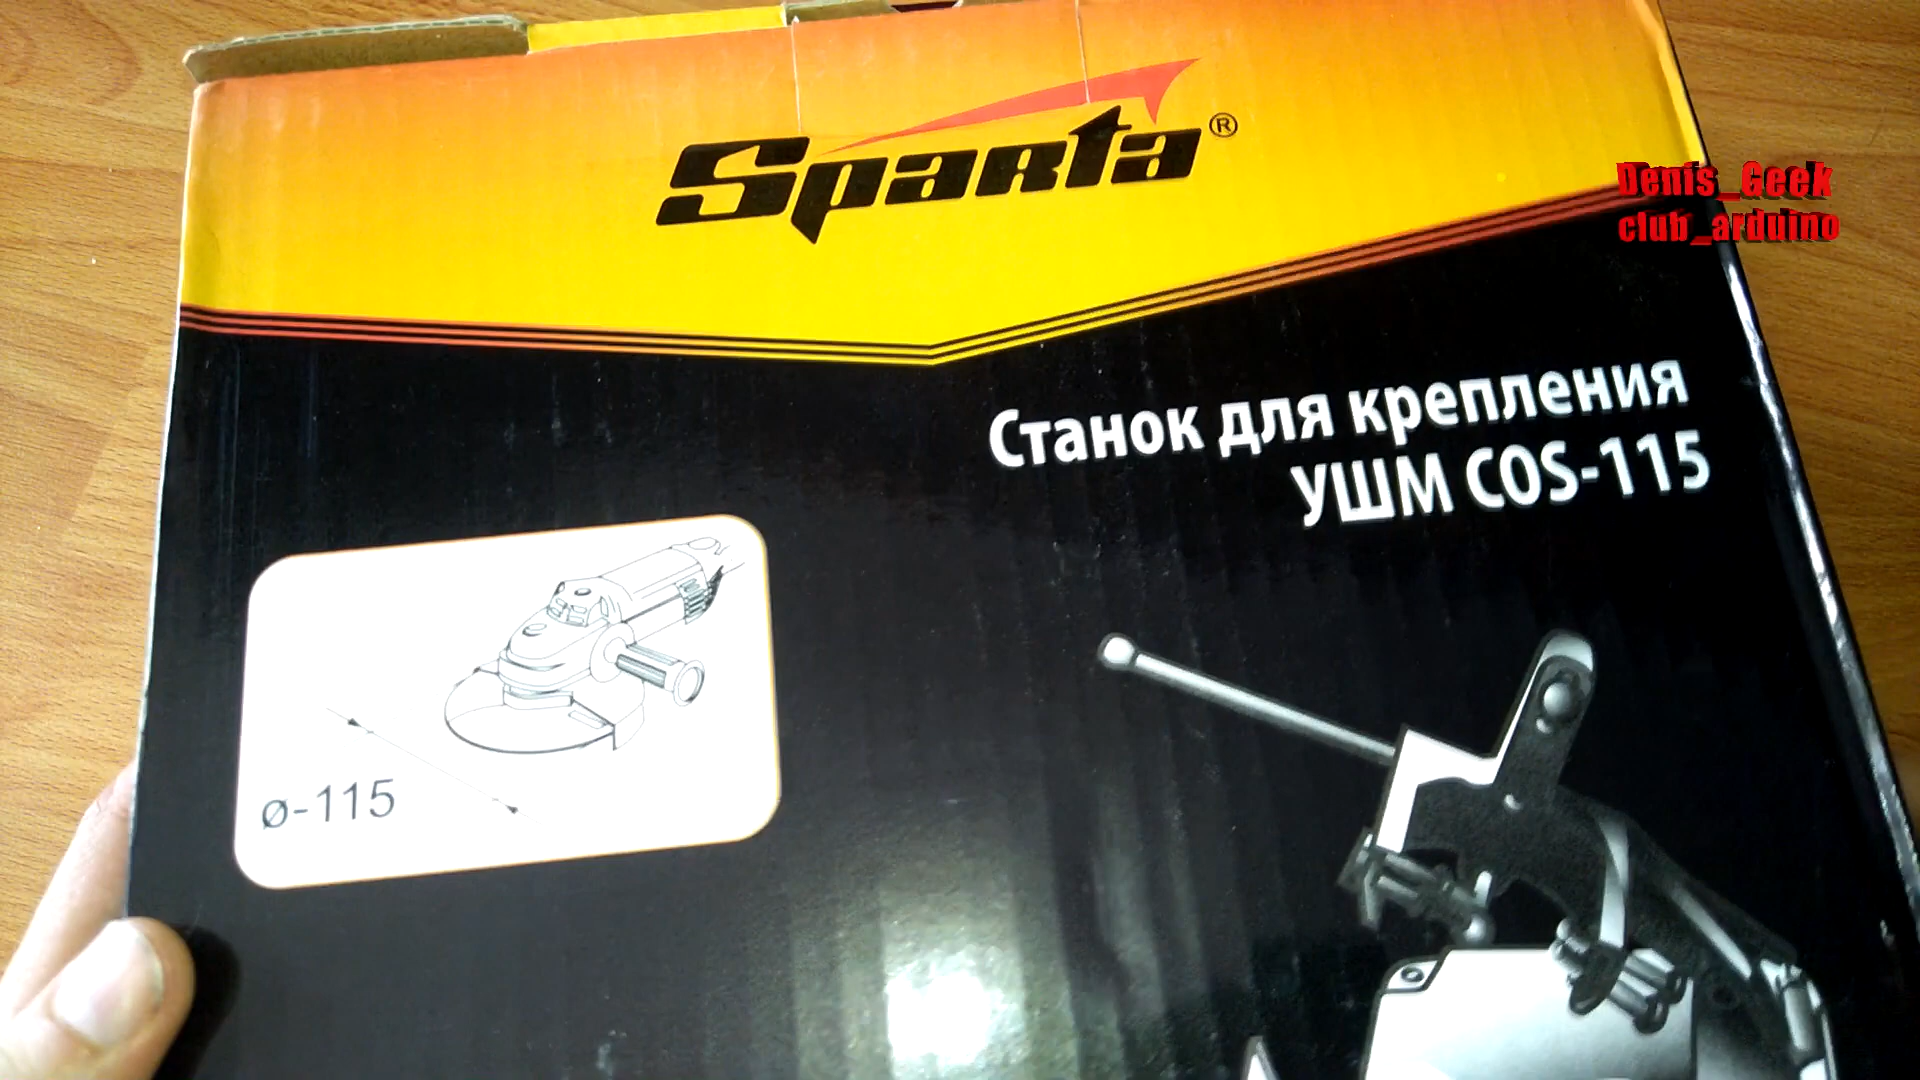 Sparta®
Denis_Geek
club_arduino
Станок для крепления
УШМ COS-115
ø-115